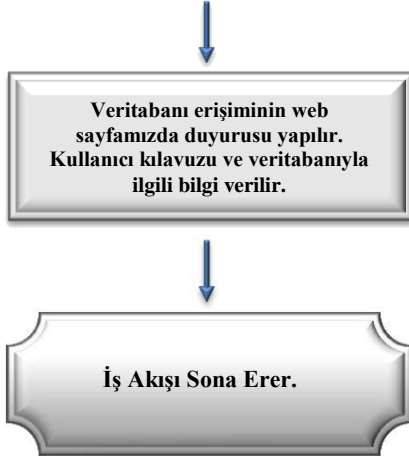 Veritabanı erişiminin web
sayfamızda duyurusu yapılır.
Kullanıcı kılavuzu ve veritabanıyla
ilgili bilgi verilir.
İş Akışı Sona Erer.